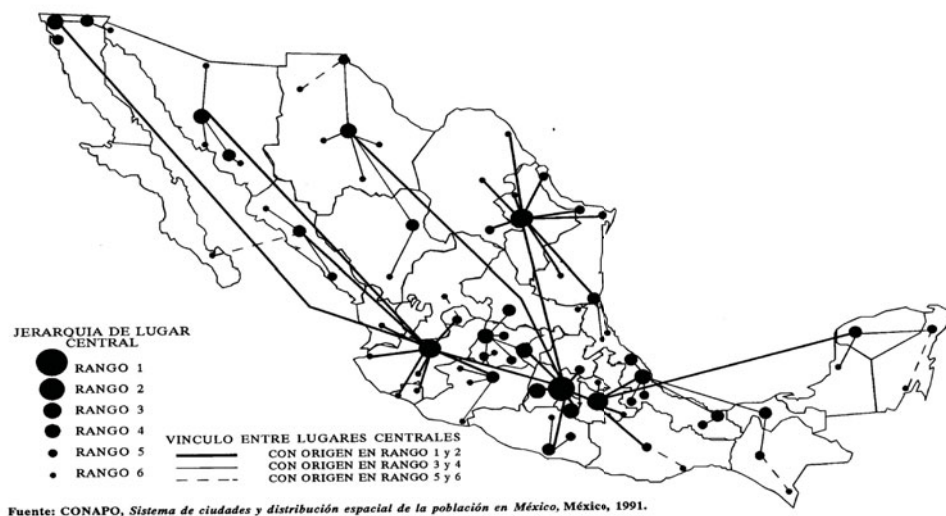 JERARQUIA DE LUGAR
CENTRAL
RANGO 1
RANGO 2
RANGO 3
RANGO 4
RANGO 5
RANGO 6
VINCULO ENTRE LUGARES CENTRALES
CON ORIGEN EN RANGO 1 y 2
CON ORIGEN EN RANGO 3 y 4
CON ORIGEN EN RANGO 5 y 6
Fuente: CONAPO, Sistema de ciudades y distribución espacial de la población en México, México, 1991.